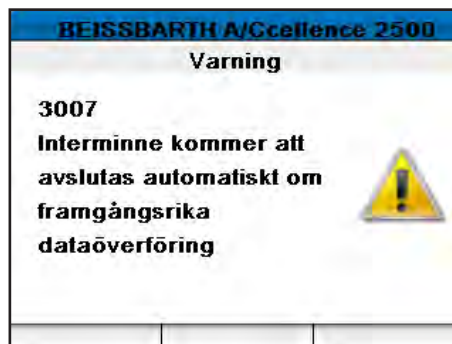 BEISSBARTH A/Ccellence 2500
Varning
3007
Interminne kommer att
avslutas automatiskt om
framgångsrika
dataöverföring